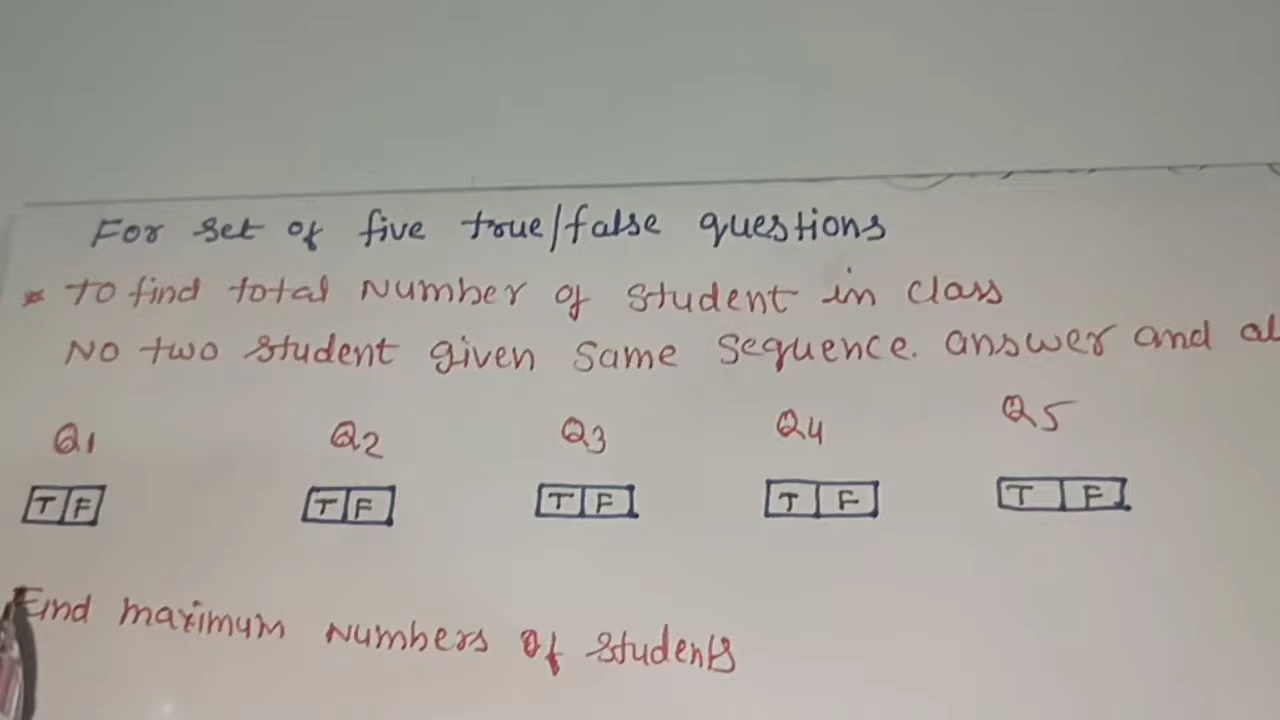 For set of five true/false questions
* To find total Number of student in class
No two student given same sequence. answer and al
Q1 Q2 Q3 Q4 Q5
T F T F T F T F T F
Find maximum numbers of students